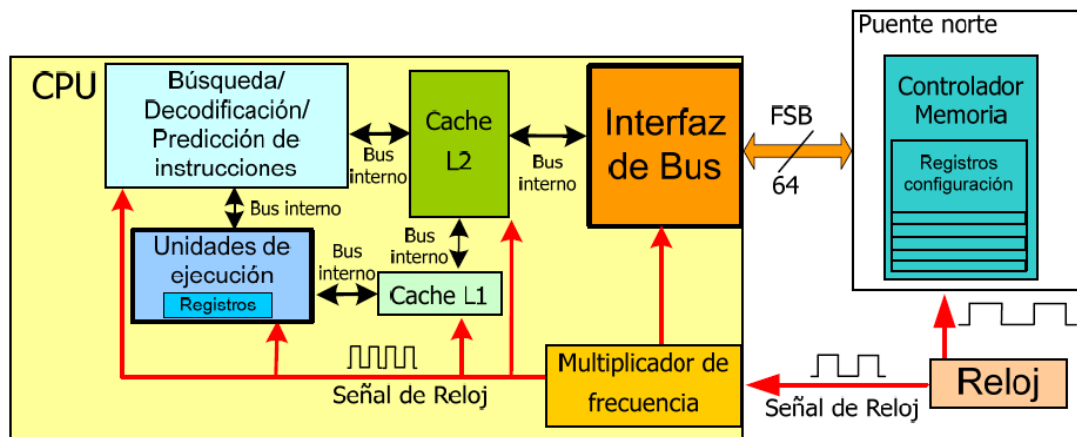 Puente norte
CPU
Búsqueda/
Decodificación/
Predicción de
instrucciones
Bus
interno
Cache
L2
Bus
interno
Interfaz
de Bus
FSB
64
Controlador
Memoria
Registros
configuración
Bus interno
Unidades de
ejecución
Registros
Bus
interno
Bus
interno
Cache L1
Señal de Reloj
Multiplicador de
frecuencia
Señal de Reloj
Reloj